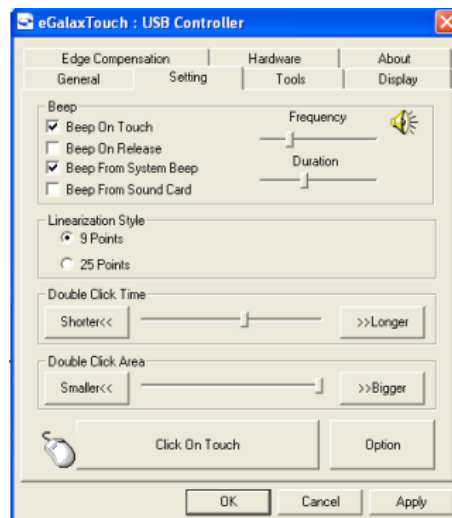 eGalaxTouch : USB Controller
Edge Compensation Hardware About
General Setting Tools Display
Beep
Beep On Touch
Frequency
Beep On Release
Beep From System Beep
Duration
Beep From Sound Card
Linearization Style
9 Points
25 Points
Double Click Time
Shorter<< >>Longer
Double Click Area
Smaller<< >>Bigger
Click On Touch Option
OK Cancel Apply